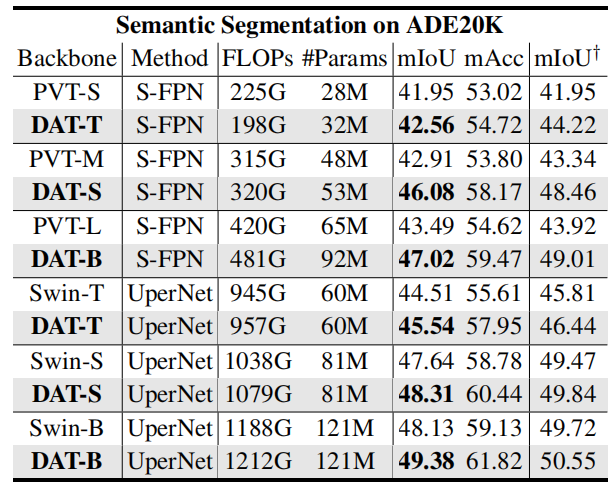 Semantic Segmentation on ADE20K
Backbone Method FLOPs #Params mIoU mAcc mIoU†
PVT-S S-FPN 225G 28M 41.95 53.02 41.95
DAT-T S-FPN 198G 32M 42.56 54.72 44.22
PVT-M S-FPN 315G 48M 42.91 53.80 43.34
DAT-S S-FPN 320G 53M 46.08 58.17 48.46
PVT-L S-FPN 420G 65M 43.49 54.62 43.92
DAT-B S-FPN 481G 92M 47.02 59.47 49.01
Swin-T UperNet 945G 60M 44.51 55.61 45.81
DAT-T UperNet 957G 60M 45.54 57.95 46.44
Swin-S UperNet 1038G 81M 47.64 58.78 49.47
DAT-S UperNet 1079G 81M 48.31 60.44 49.84
Swin-B UperNet 1188G 121M 48.13 59.13 49.72
DAT-B UperNet 1212G 121M 49.38 61.82 50.55